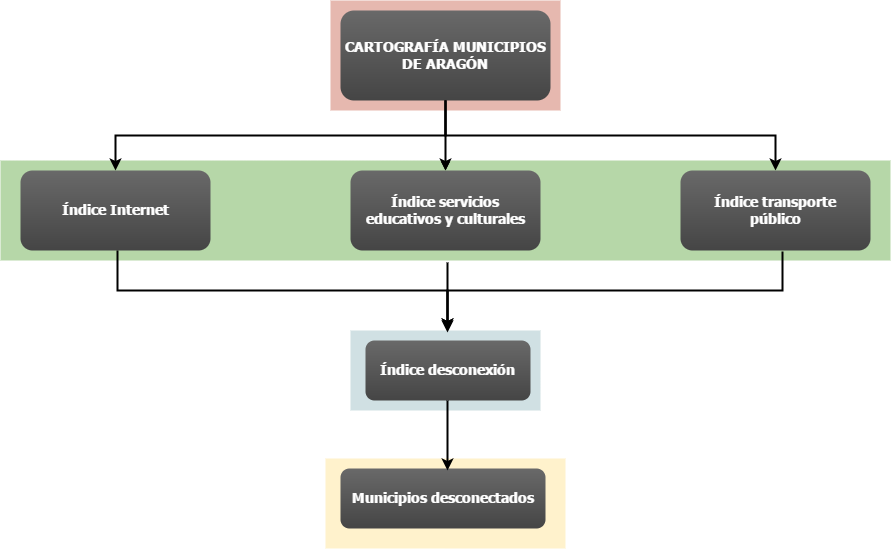 CARTOGRAFÍA MUNICIPIOS
DE ARAGÓN
Índice Internet
Índice servicios
educativos y culturales
Índice transporte
público
Índice desconexión
Municipios desconectados